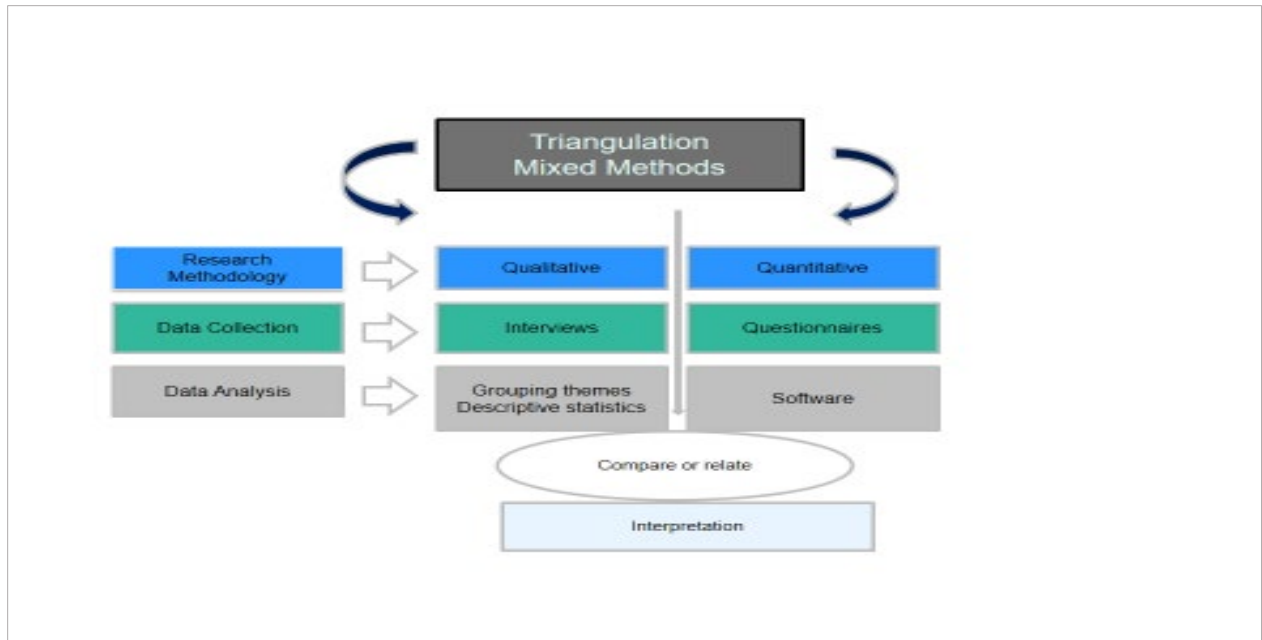 Triangulation
Mixed Methods
Research
Methodology
Qualitative
Quantitative
Data Collection
Interviews
Questionnaires
Data Analysis
Grouping themes
Descriptive statistics
Software
Compare or relate
Interpretation